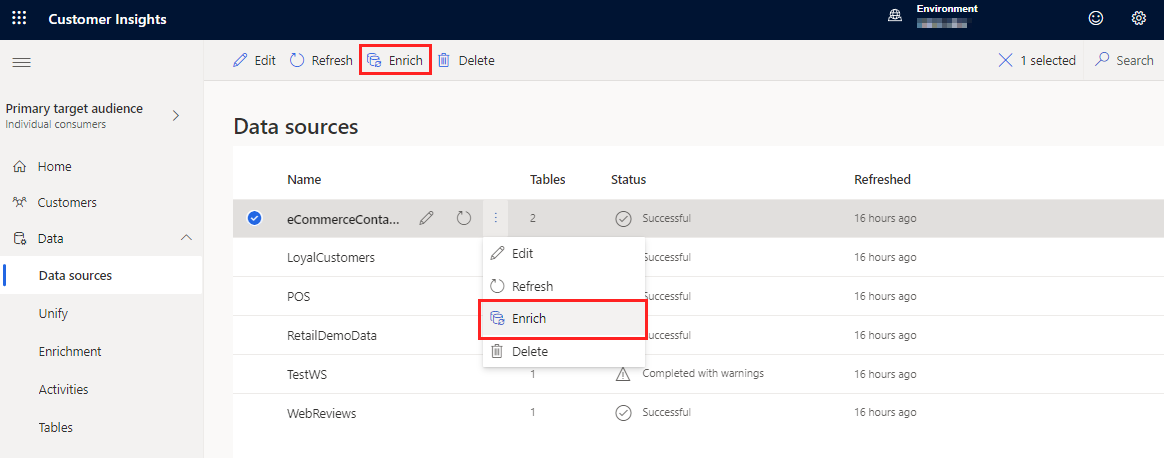 Customer Insights
Environment
Edit Refresh Enrich Delete
1 selected Search
Primary target audience
Individual consumers
Home
Customers
Data
Data sources
Unify
Enrichment
Activities
Tables
Data sources
Name Tables Status Refreshed
eCommerceConta... 2 Successful 16 hours ago
LoyalCustomers Successful 16 hours ago
POS Successful 16 hours ago
RetailDemoData Successful 16 hours ago
TestWS 1 Completed with warnings 16 hours ago
WebReviews 1 Successful 16 hours ago
Edit
Refresh
Enrich
Delete